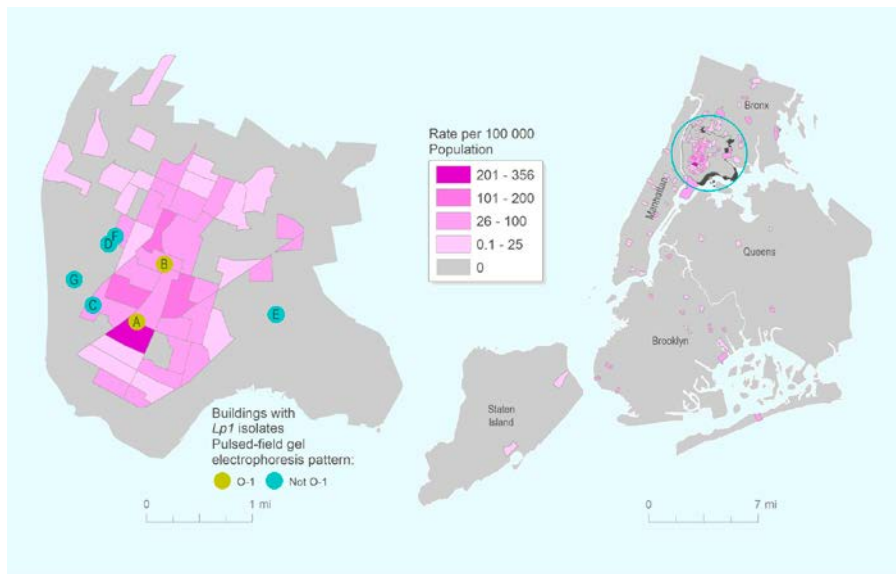 Rate per 100 000
Population
201 - 356
101 - 200
26 - 100
0.1 - 25
0
F
D
B
G
C
A
E
Buildings with
Lp1 isolates
Pulsed-field gel
electrophoresis pattern:
O-1 Not O-1
0 1 mi
Bronx
Manhattan
Queens
Brooklyn
Staten
Island
0 7 mi